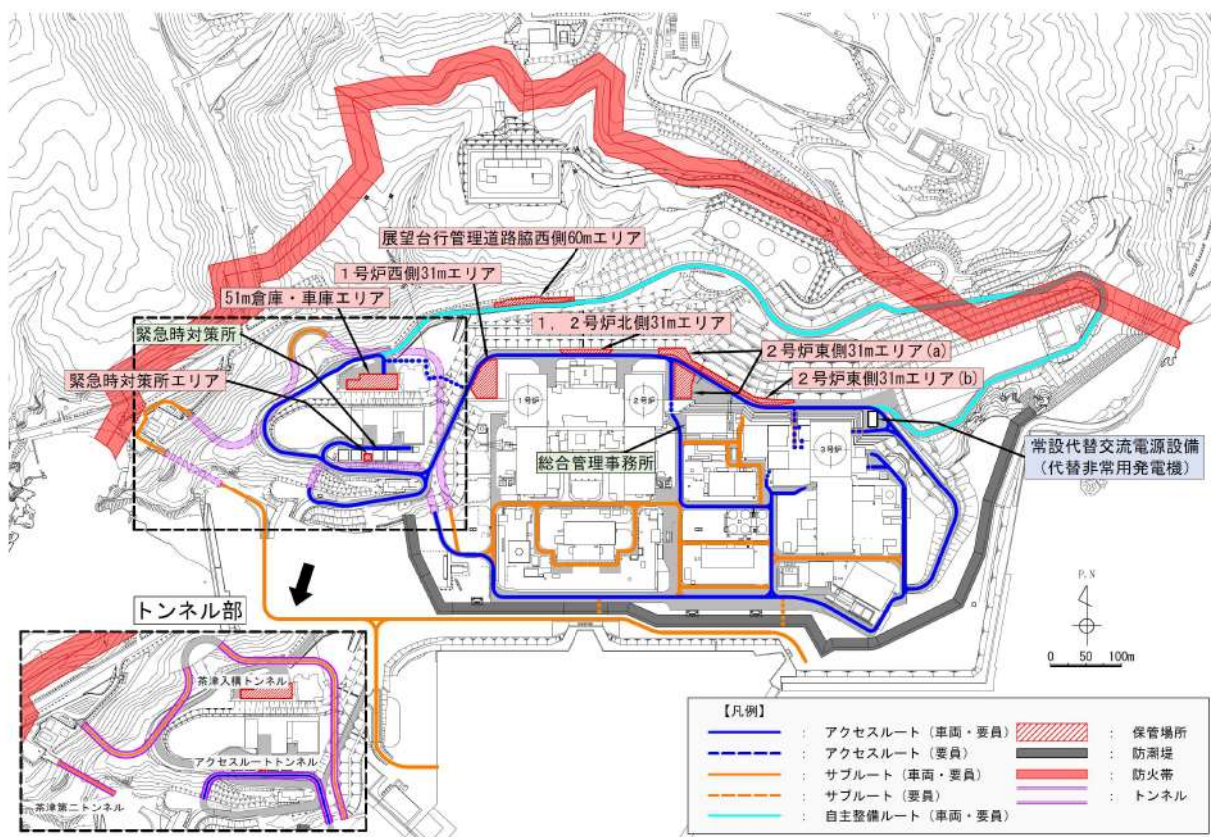 展望台行管理道路脇西側60mエリア
1号炉西側31mエリア
51m倉庫・車庫エリア
緊急時対策所
緊急時対策所エリア
1，2号炉北側31mエリア
2号炉東側31mエリア(a)
2号炉東側31mエリア(b)
1号炉
2号炉
3号炉
総合管理事務所
常設代替交流電源設備
（代替非常用発電機）
トンネル部
茶津入構トンネル
アクセスルートトンネル
茶津第二トンネル
P.N
0 50 100m
【凡例】
： アクセスルート（車両・要員）
： アクセスルート（要員）
： サブルート（車両・要員）
： サブルート（要員）
： 自主整備ルート（車両・要員）
： 保管場所
： 防潮堤
： 防火帯
： トンネル